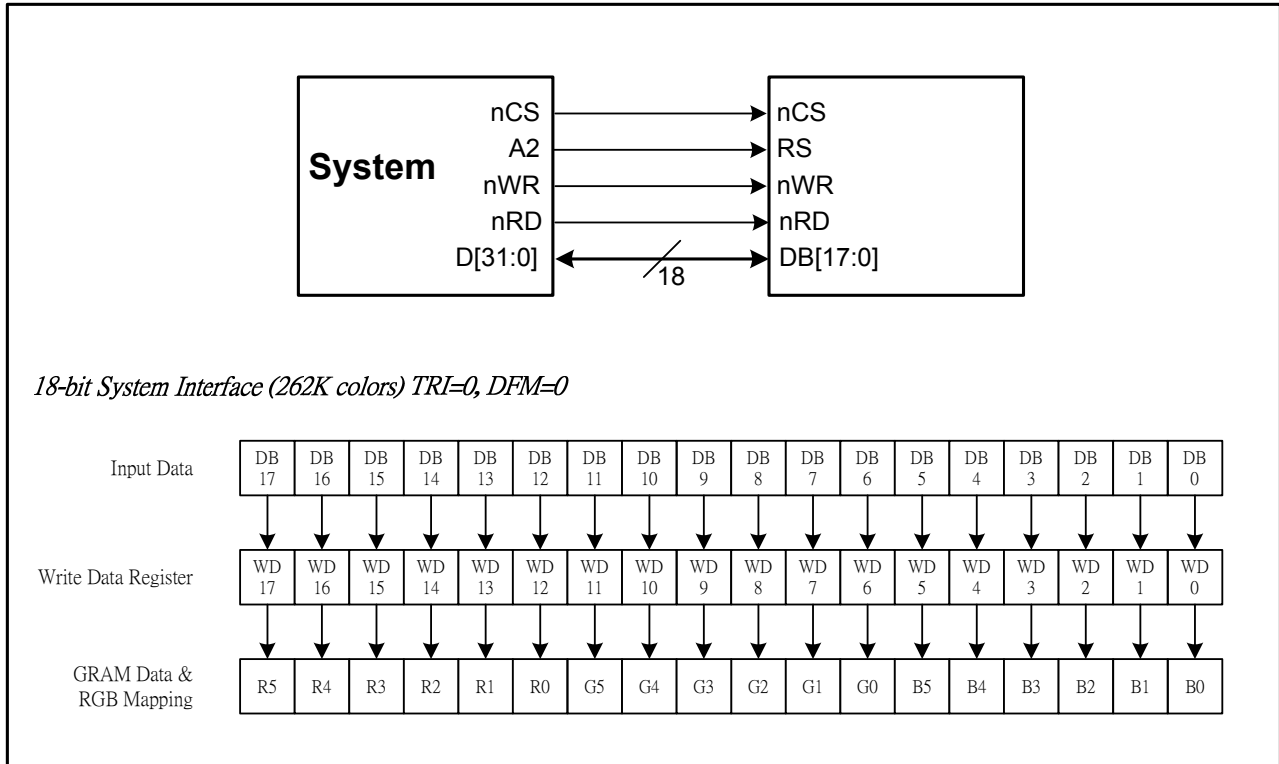 System
nCS nCS
A2 RS
nWR nWR
nRD nRD
D[31:0] 18 DB[17:0]
18-bit System Interface (262K colors) TRI=0, DFM=0
Input Data DB 17 DB 16 DB 15 DB 14 DB 13 DB 12 DB 11 DB 10 DB 9 DB 8 DB 7 DB 6 DB 5 DB 4 DB 3 DB 2 DB 1 DB 0
Write Data Register WD 17 WD 16 WD 15 WD 14 WD 13 WD 12 WD 11 WD 10 WD 9 WD 8 WD 7 WD 6 WD 5 WD 4 WD 3 WD 2 WD 1 WD 0
GRAM Data &
RGB Mapping R5 R4 R3 R2 R1 R0 G5 G4 G3 G2 G1 G0 B5 B4 B3 B2 B1 B0